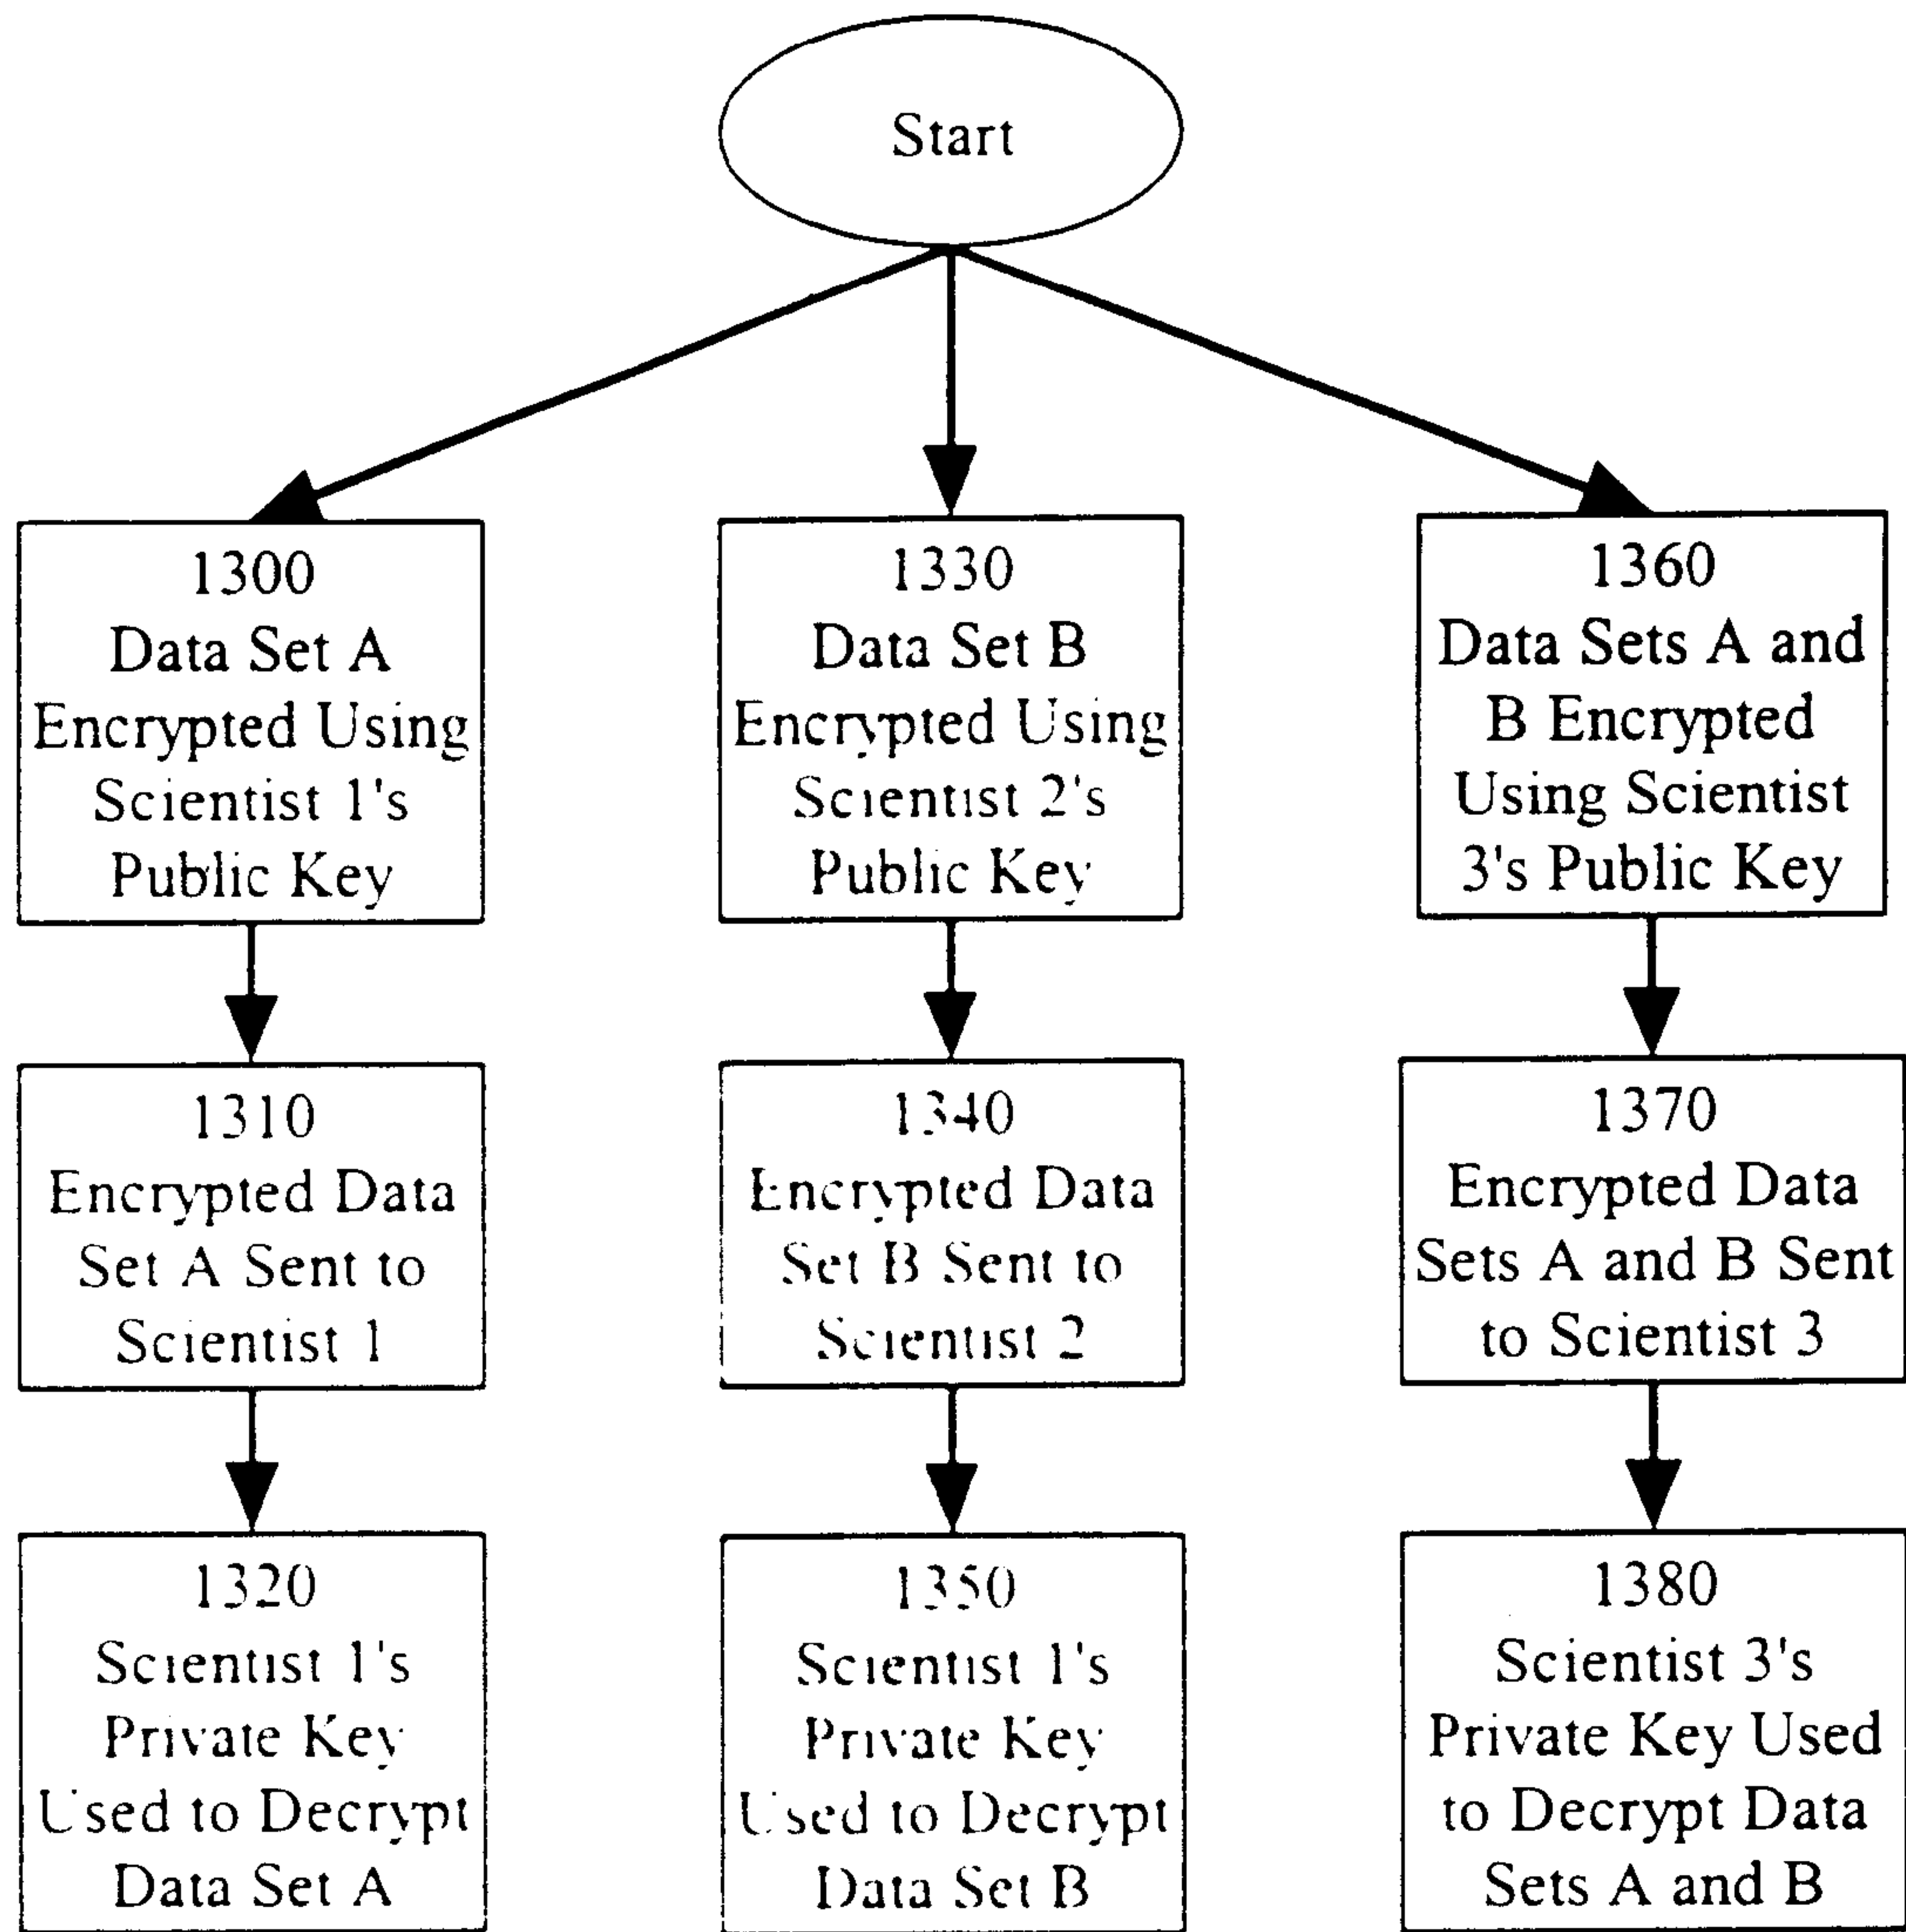 Start
1300
Data Set A
Encrypted Using
Scientist 1's
Public Key
1330
Data Set B
Encrypted Using
Scientist 2's
Public Key
1360
Data Sets A and
B Encrypted
Using Scientist
3's Public Key
1310
Encrypted Data
Set A Sent to
Scientist 1
1340
Encrypted Data
Set B Sent to
Scientist 2
1370
Encrypted Data
Sets A and B Sent
to Scientist 3
1320
Scientist 1's
Private Key
Used to Decrypt
Data Set A
1350
Scientist 1's
Private Key
Used to Decrypt
Data Set B
1380
Scientist 3's
Private Key Used
to Decrypt Data
Sets A and B